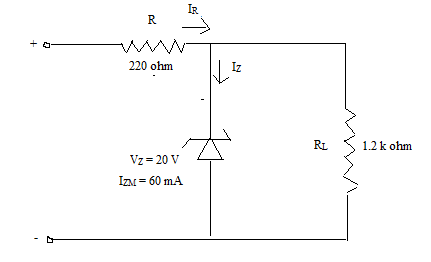 R
IR
+
220 ohm
IZ
-
RL
1.2 k ohm
VZ = 20 V
IZM = 60 mA
-